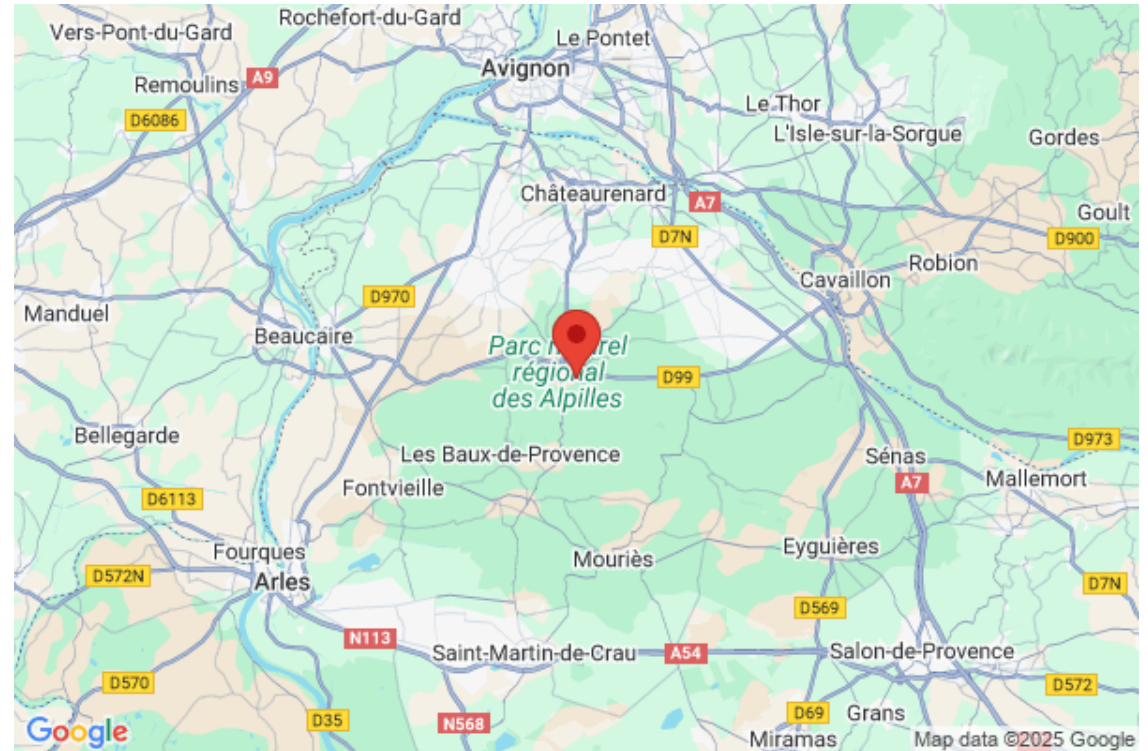 Rochefort-du-Gard
Vers-Pont-du-Gard
Le Pontet
Avignon
Remoulins
A9
Le Thor
D6086
L'Isle-sur-la-Sorgue
Gordes
Châteaurenard
A7
Goult
D7N
D900
Robion
Cavaillon
D970
Manduel
Beaucaire
Parc
régional
des Alpilles
D99
Bellegarde
D973
Les Baux-de-Provence
Sénas
Mallemort
A7
Fontvieille
D6113
Fourques
Mouriès
Eyguières
D572N
Arles
D7N
D569
N113
Saint-Martin-de-Crau
A54
Salon-de-Provence
D570
D572
D35
N568
D69
Grans
Google
Miramas
Map data ©2025 Google